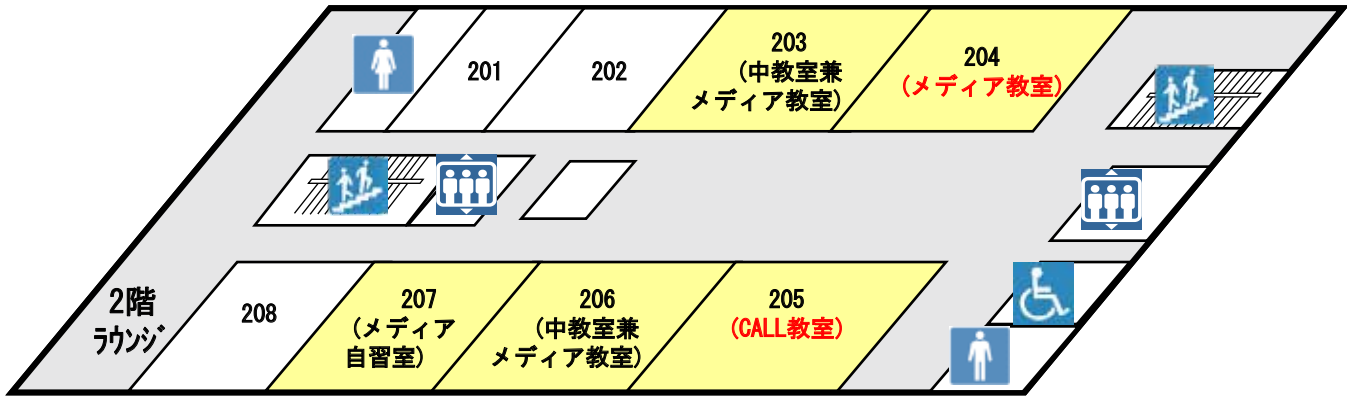 201
202
203
(中教室兼
メディア教室)
204
(メディア教室)
2階
ラウンジ
208
207
(メディア
自習室)
206
(中教室兼
メディア教室)
205
(CALL教室)